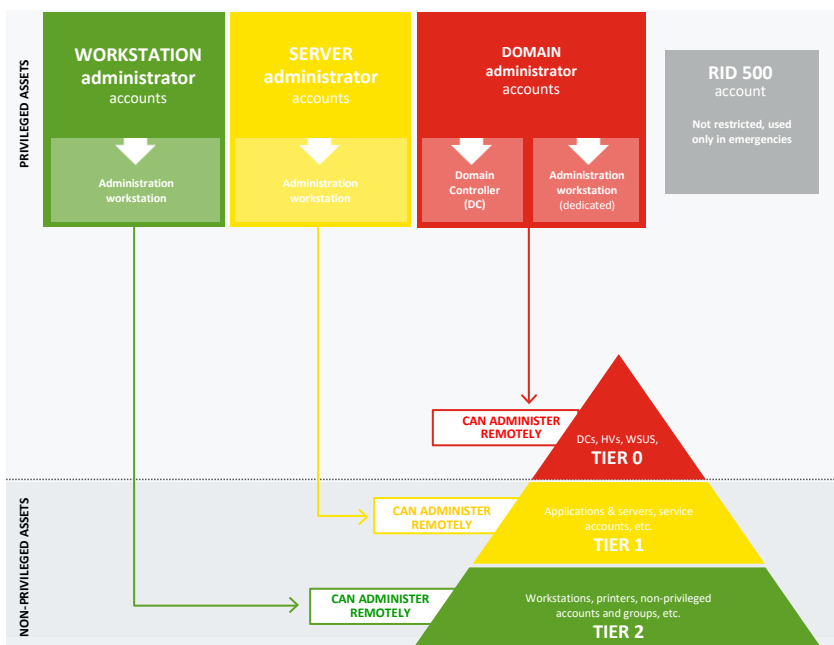 PRIVILEGED ASSETS
WORKSTATION
administrator
accounts
Administration
workstation
SERVER
administrator
accounts
Administration
workstation
DOMAIN
administrator
accounts
Domain
Controller
(DC)
Administration
workstation
(dedicated)
RID 500
account
Not restricted, used
only in emergencies
CAN ADMINISTER
REMOTELY
DCs, HVs, WSUS,
TIER 0
NON-PRIVILEGED ASSETS
CAN ADMINISTER
REMOTELY
Applications & servers, service
accounts, etc.
TIER 1
CAN ADMINISTER
REMOTELY
Workstations, printers, non-privileged
accounts and groups, etc.
TIER 2